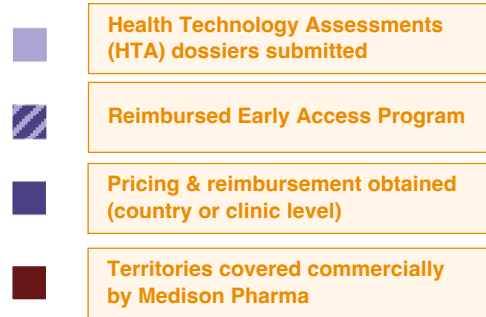 Health Technology Assessments
(HTA) dossiers submitted
Reimbursed Early Access Program
Pricing & reimbursement obtained
(country or clinic level)
Territories covered commercially
by Medison Pharma